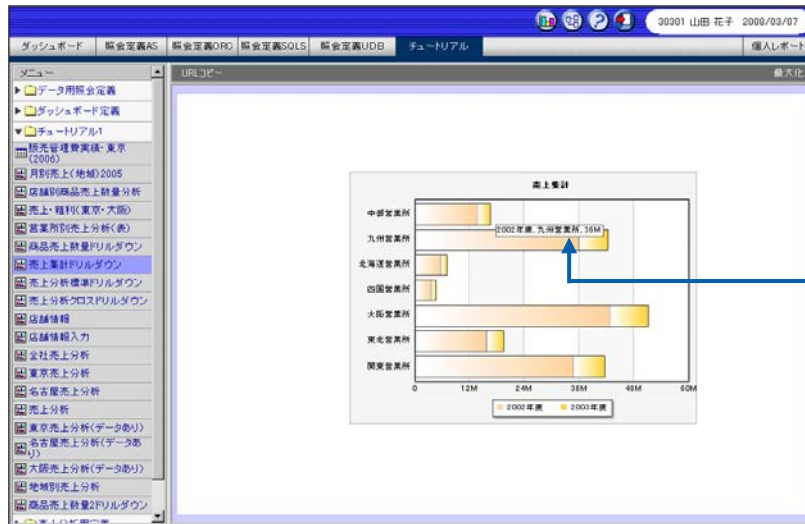 30301 山田 花子 2008/03/07
ダッシュボード 照会定義AS 照会定義ORC 照会定義SQLS 照会定義UDB チュートリアル 個人レポート
メニュー
URLコピー 最大化
データ用照会定義
ダッシュボード定義
チュートリアル1
販売管理費実績・東京
(2006)
月別売上(地域)2005
店舗別商品売上数量分析
売上・粗利(東京・大阪)
営業所別売上分析(表)
商品売上数量ドリルダウン
売上集計ドリルダウン
売上分析標準ドリルダウン
売上分析クロスドリルダウン
店舗情報
店舗情報入力
全社売上分析
東京売上分析
名古屋売上分析
売上分析
東京売上分析(データあり)
名古屋売上分析(データあ
り)
大阪売上分析(データあり)
地域別売上分析
商品売上数量2ドリルダウン
売上集計
中部営業所
2002年度, 九州営業所, 36M
九州営業所
北海道営業所
四国営業所
大阪営業所
東北営業所
関東営業所
0 12M 24M 36M 48M 60M
2002年度 2003年度